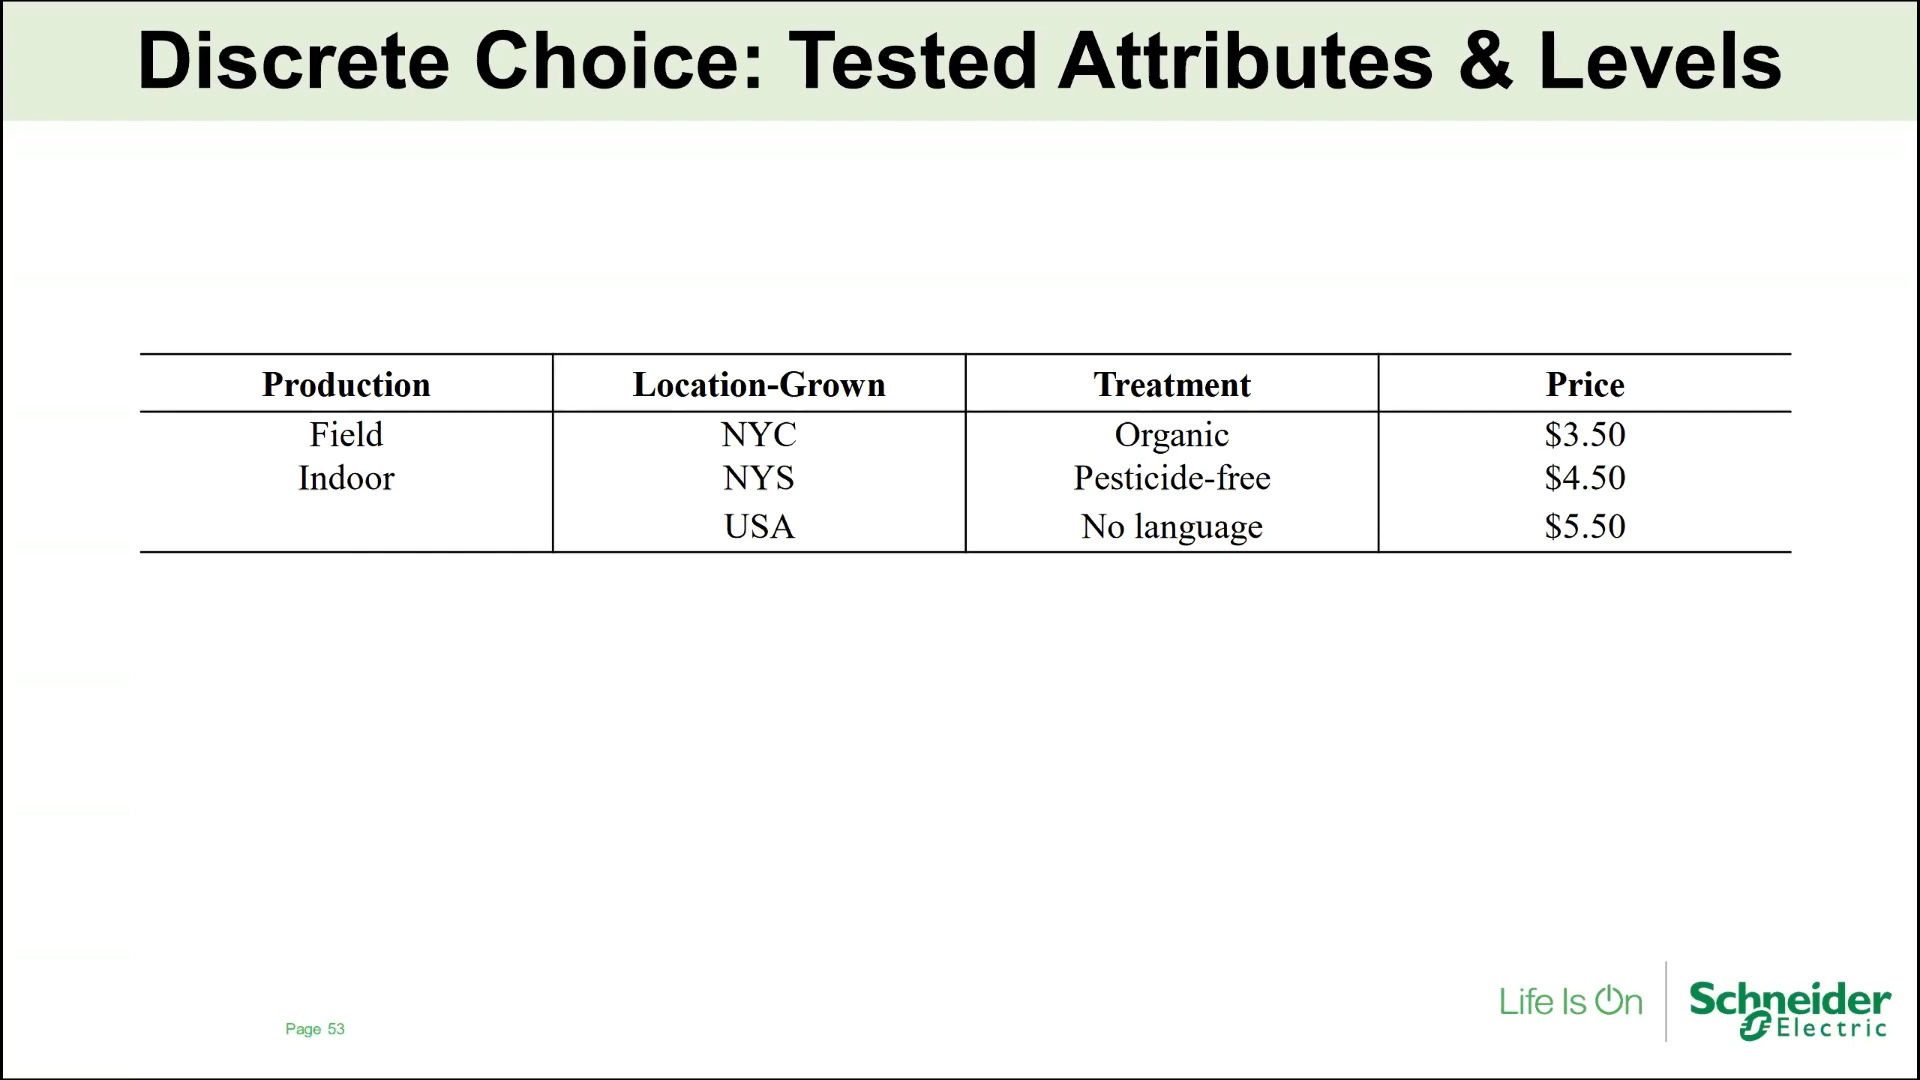 Discrete Choice: Tested Attributes & Levels
Production Location-Grown Treatment Price
Field NYC Organic $3.50
Indoor NYS Pesticide-free $4.50
USA No language $5.50
Page 53
Life Is On
Schneider
Electric